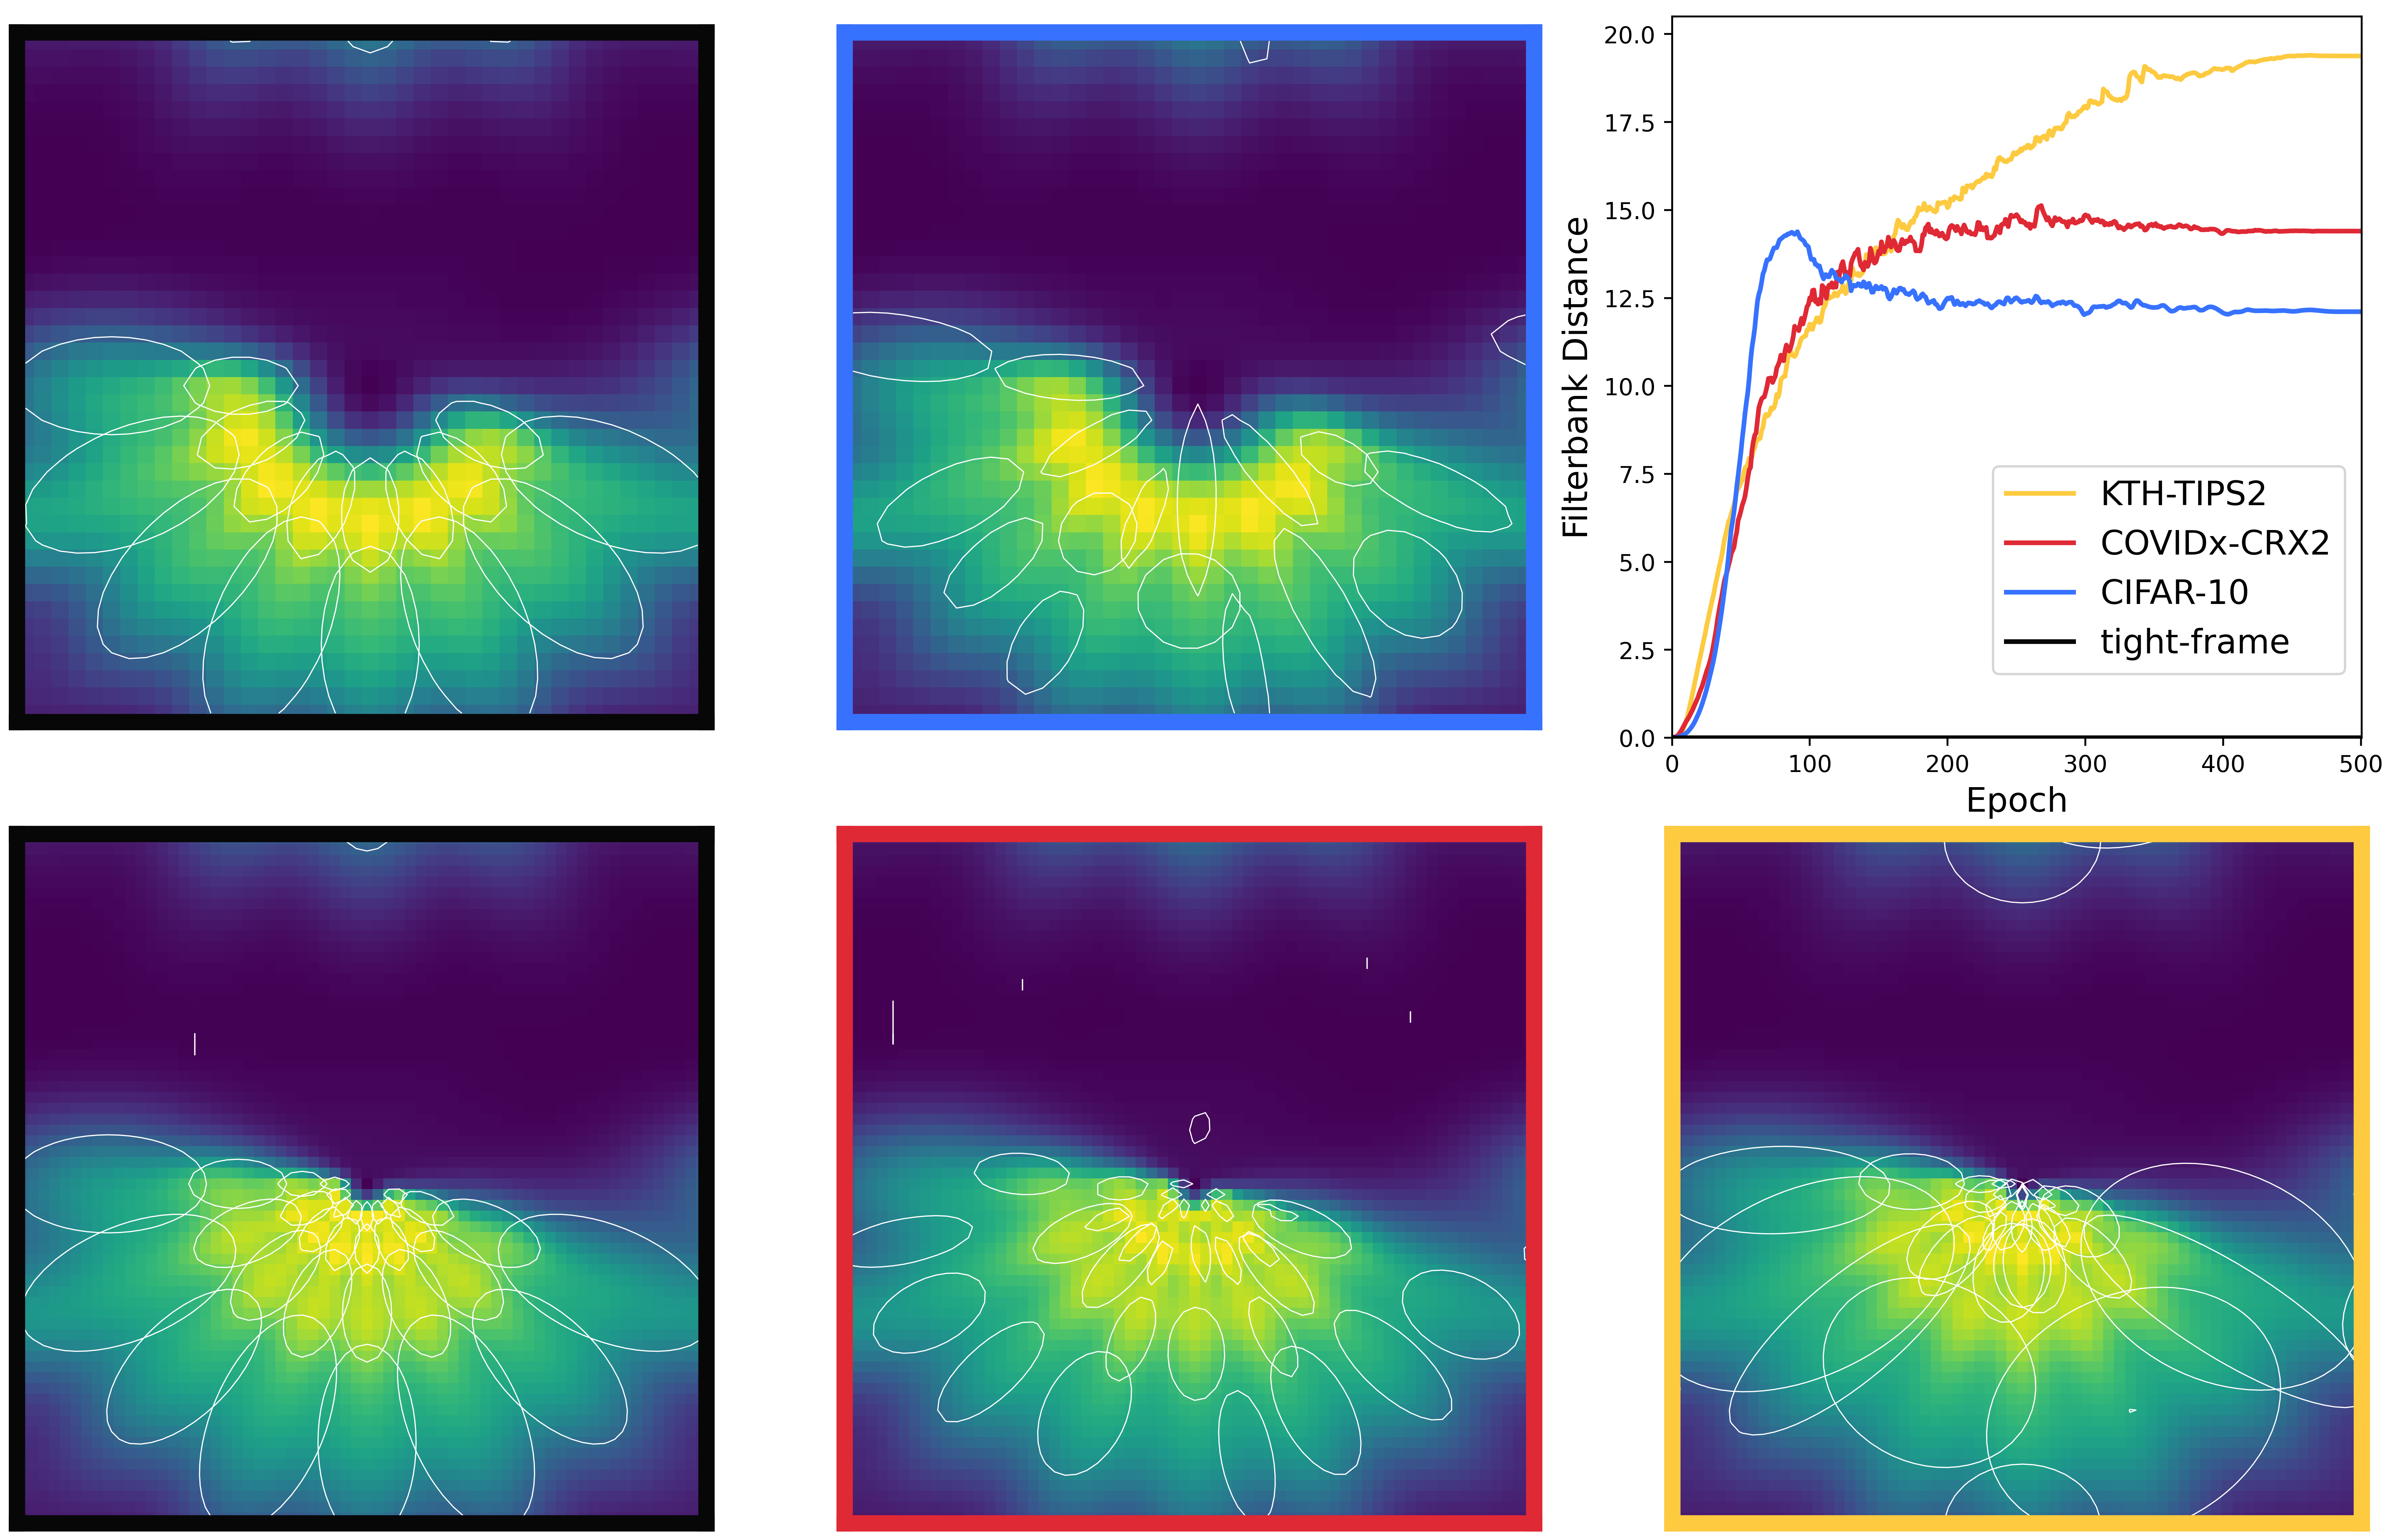 20.0
17.5
15.0
12.5
10.0
7.5
5.0
2.5
0.0
Filterbank Distance
KTH-TIPS2
COVIDx-CRX2
CIFAR-10
tight-frame
0 100 200 300 400 500
Epoch